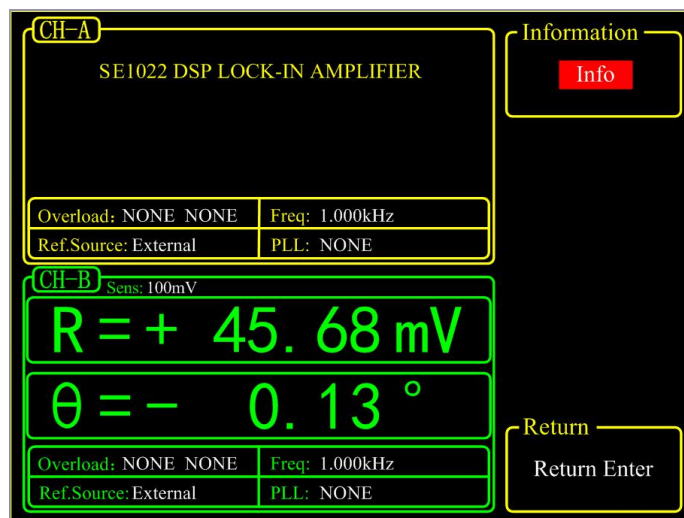 CH-A
SE1022 DSP LOCK-IN AMPLIFIER
Overload: NONE NONE Freq: 1.000kHz
Ref.Source: External PLL: NONE
CH-B Sens: 100mV
R=+ 45.68 mV
θ=- 0.13 °
Overload: NONE NONE Freq: 1.000kHz
Ref.Source: External PLL: NONE
Information
Info
Return
Return Enter